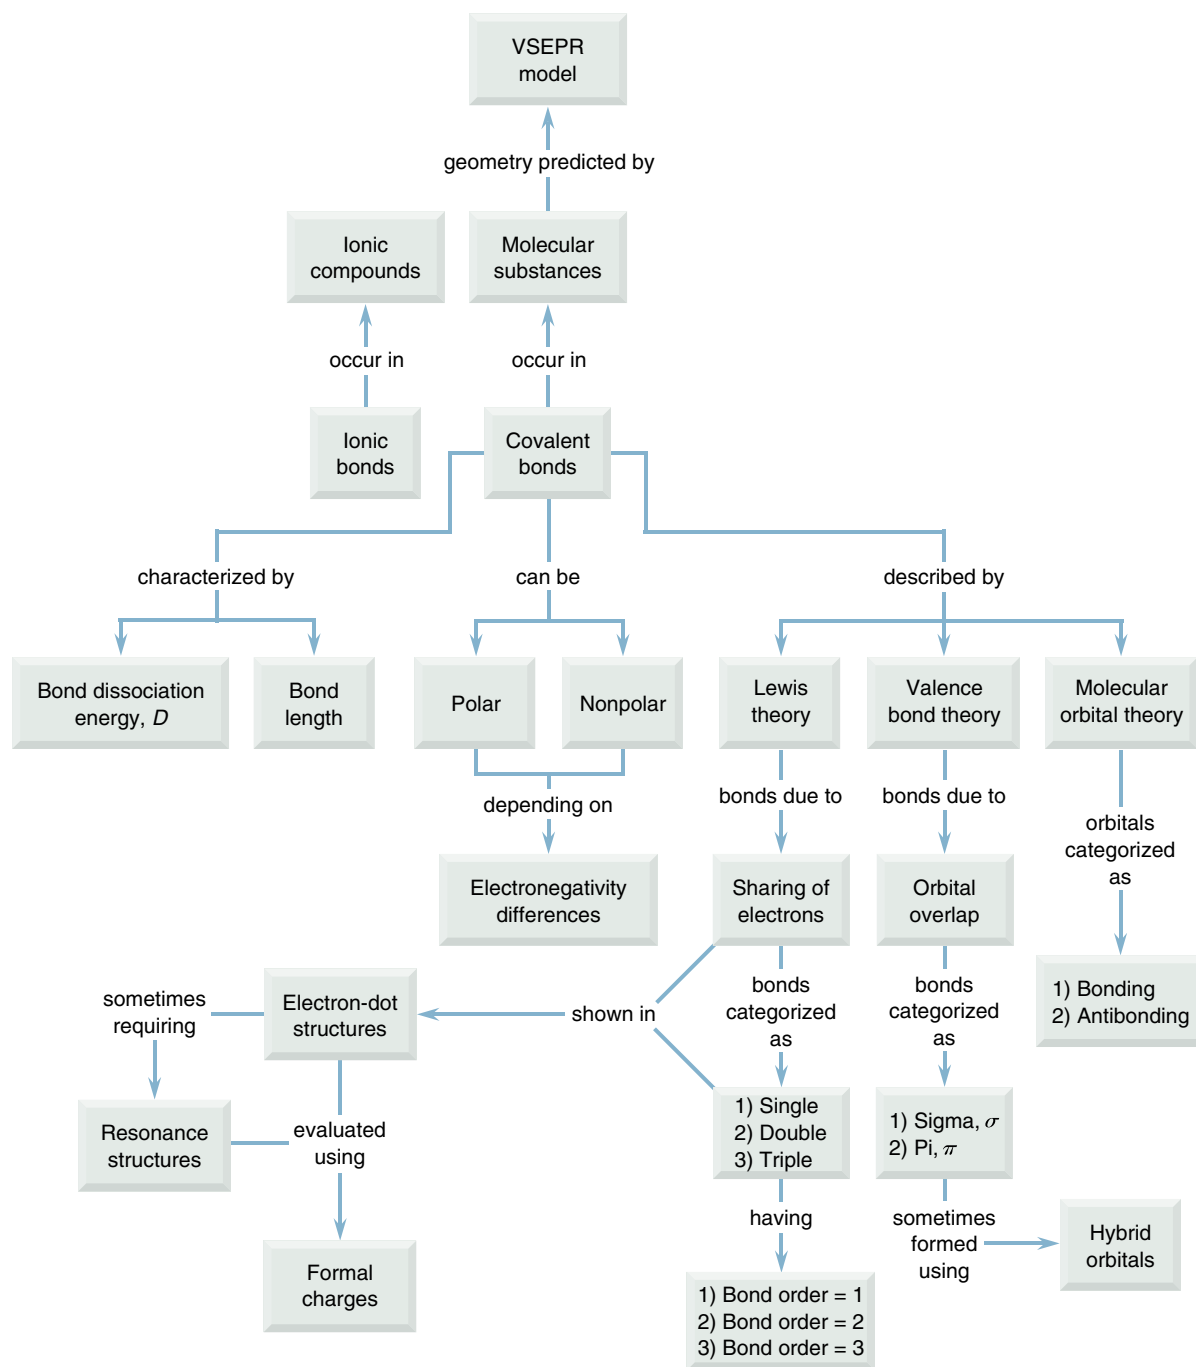 VSEPR
model
geometry predicted by
Ionic
compounds
Molecular
substances
occur in
occur in
Ionic
bonds
Covalent
bonds
characterized by
can be
described by
Bond dissociation
energy, D
Bond
length
Polar
Nonpolar
Lewis
theory
Valence
bond theory
Molecular
orbital theory
depending on
bonds due to
bonds due to
orbitals
categorized
as
Electronegativity
differences
Sharing of
electrons
Orbital
overlap
1) Bonding
2) Antibonding
sometimes
requiring
Electron-dot
structures
shown in
bonds
categorized
as
bonds
categorized
as
Resonance
structures
evaluated
using
1) Single
2) Double
3) Triple
1) Sigma, σ
2) Pi, π
having
sometimes
formed
using
Hybrid
orbitals
Formal
charges
1) Bond order = 1
2) Bond order = 2
3) Bond order = 3